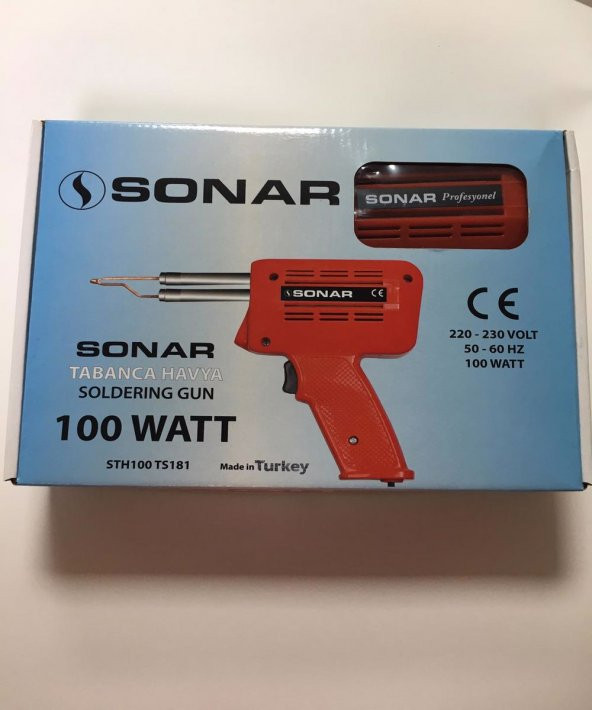 SONAR
SONAR Profesyonel
SONAR CE
CE
220 - 230 VOLT
50 - 60 HZ
100 WATT
SONAR
TABANCA HAVYA
SOLDERING GUN
100 WATT
STH100 TS181
Made in Turkey